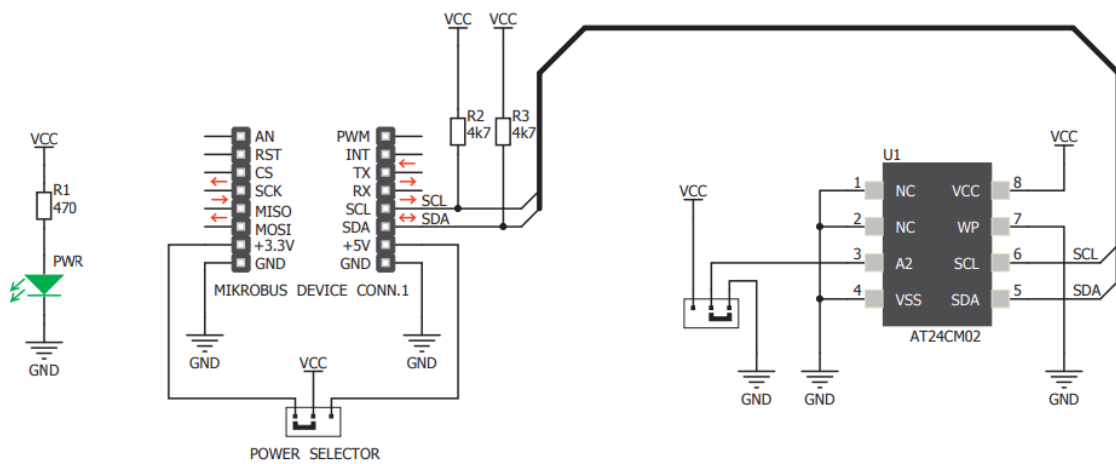 VCC VCC
R2 R3
4k7 4k7
VCC
R1
470
PWR
GND
AN PWM
RST INT
CS TX
SCK RX
MISO SCL SCL
MOSI SDA SDA
+3.3V +5V
GND GND
MIKROBUS DEVICE CONN.1
GND GND
VCC
POWER SELECTOR
VCC
GND
U1
VCC
1 NC VCC 8
2 NC WP 7
3 A2 SCL 6 SCL
4 VSS SDA 5 SDA
AT24CM02
GND GND